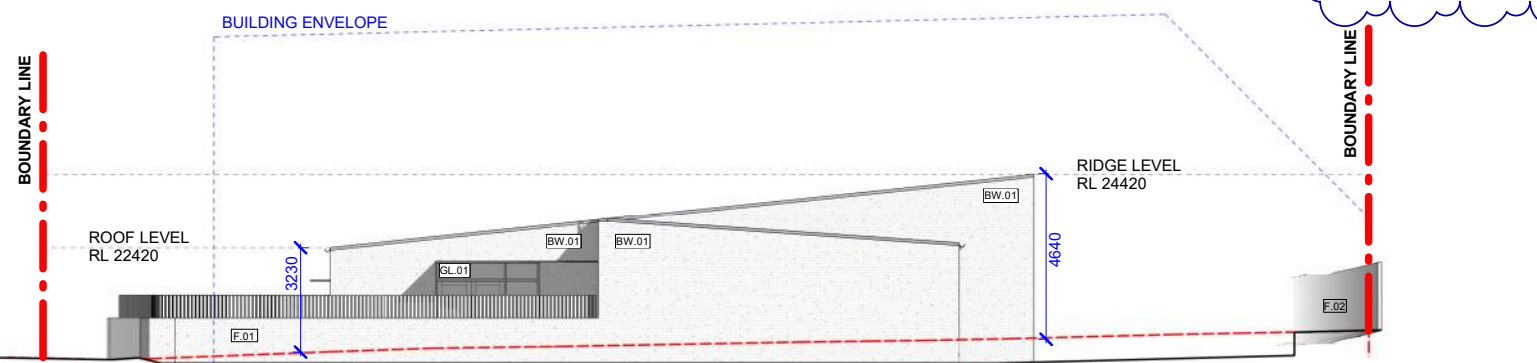 BUILDING ENVELOPE
BOUNDARY LINE
BOUNDARY LINE
RIDGE LEVEL
RL 24420
BW.01
ROOF LEVEL
RL 22420
BW.01
BW.01
4640
3230
GL.01
F.02
F.01